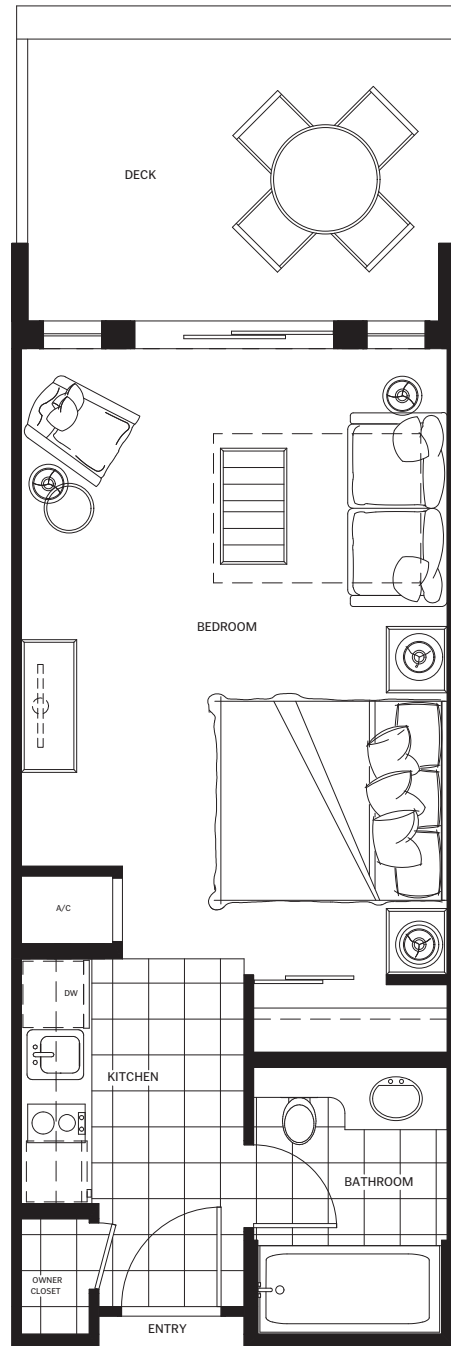 DECK
BEDROOM
A/C
DW
KITCHEN
BATHROOM
OWNER
CLOSET
ENTRY